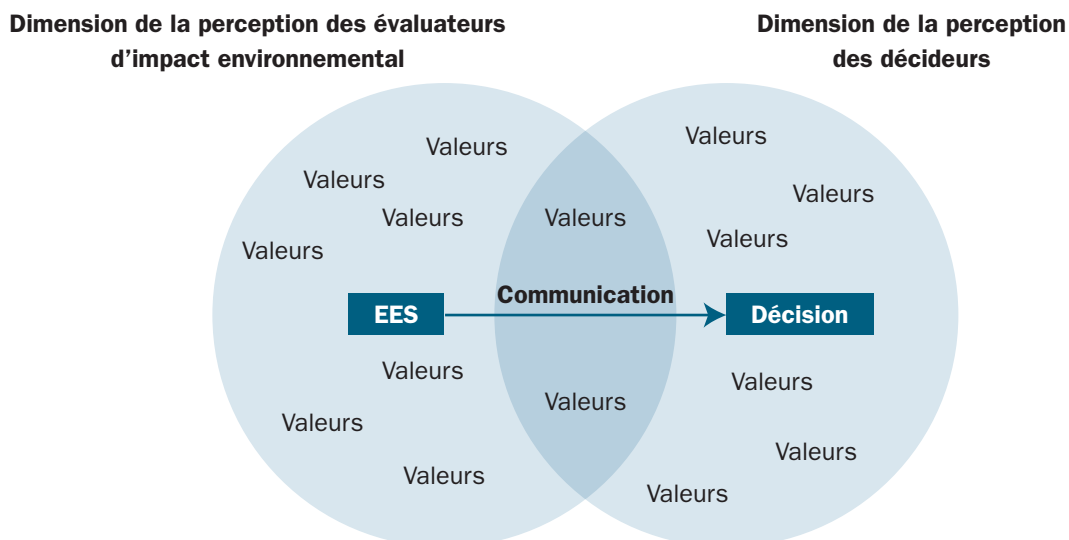 Dimension de la perception des évaluateurs
d’impact environnemental
Dimension de la perception
des décideurs
Valeurs
Valeurs
Valeurs
Valeurs
Valeurs
Valeurs
Valeurs
Valeurs
Communication
EES
Décision
Valeurs
Valeurs
Valeurs
Valeurs
Valeurs
Valeurs
Valeurs